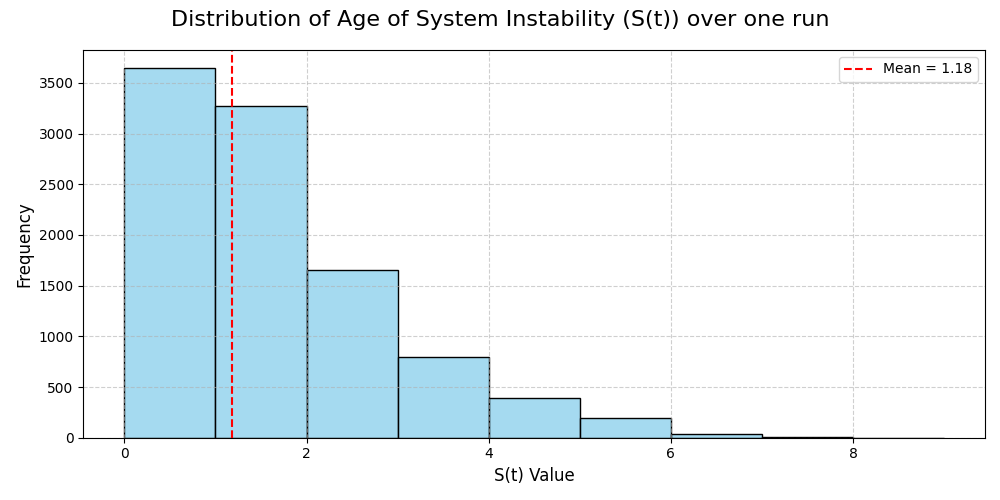 Distribution of Age of System Instability (S(t)) over one run
Mean = 1.18
Frequency
3500
3000
2500
2000
1500
1000
500
0
0 2 4 6 8
S(t) Value